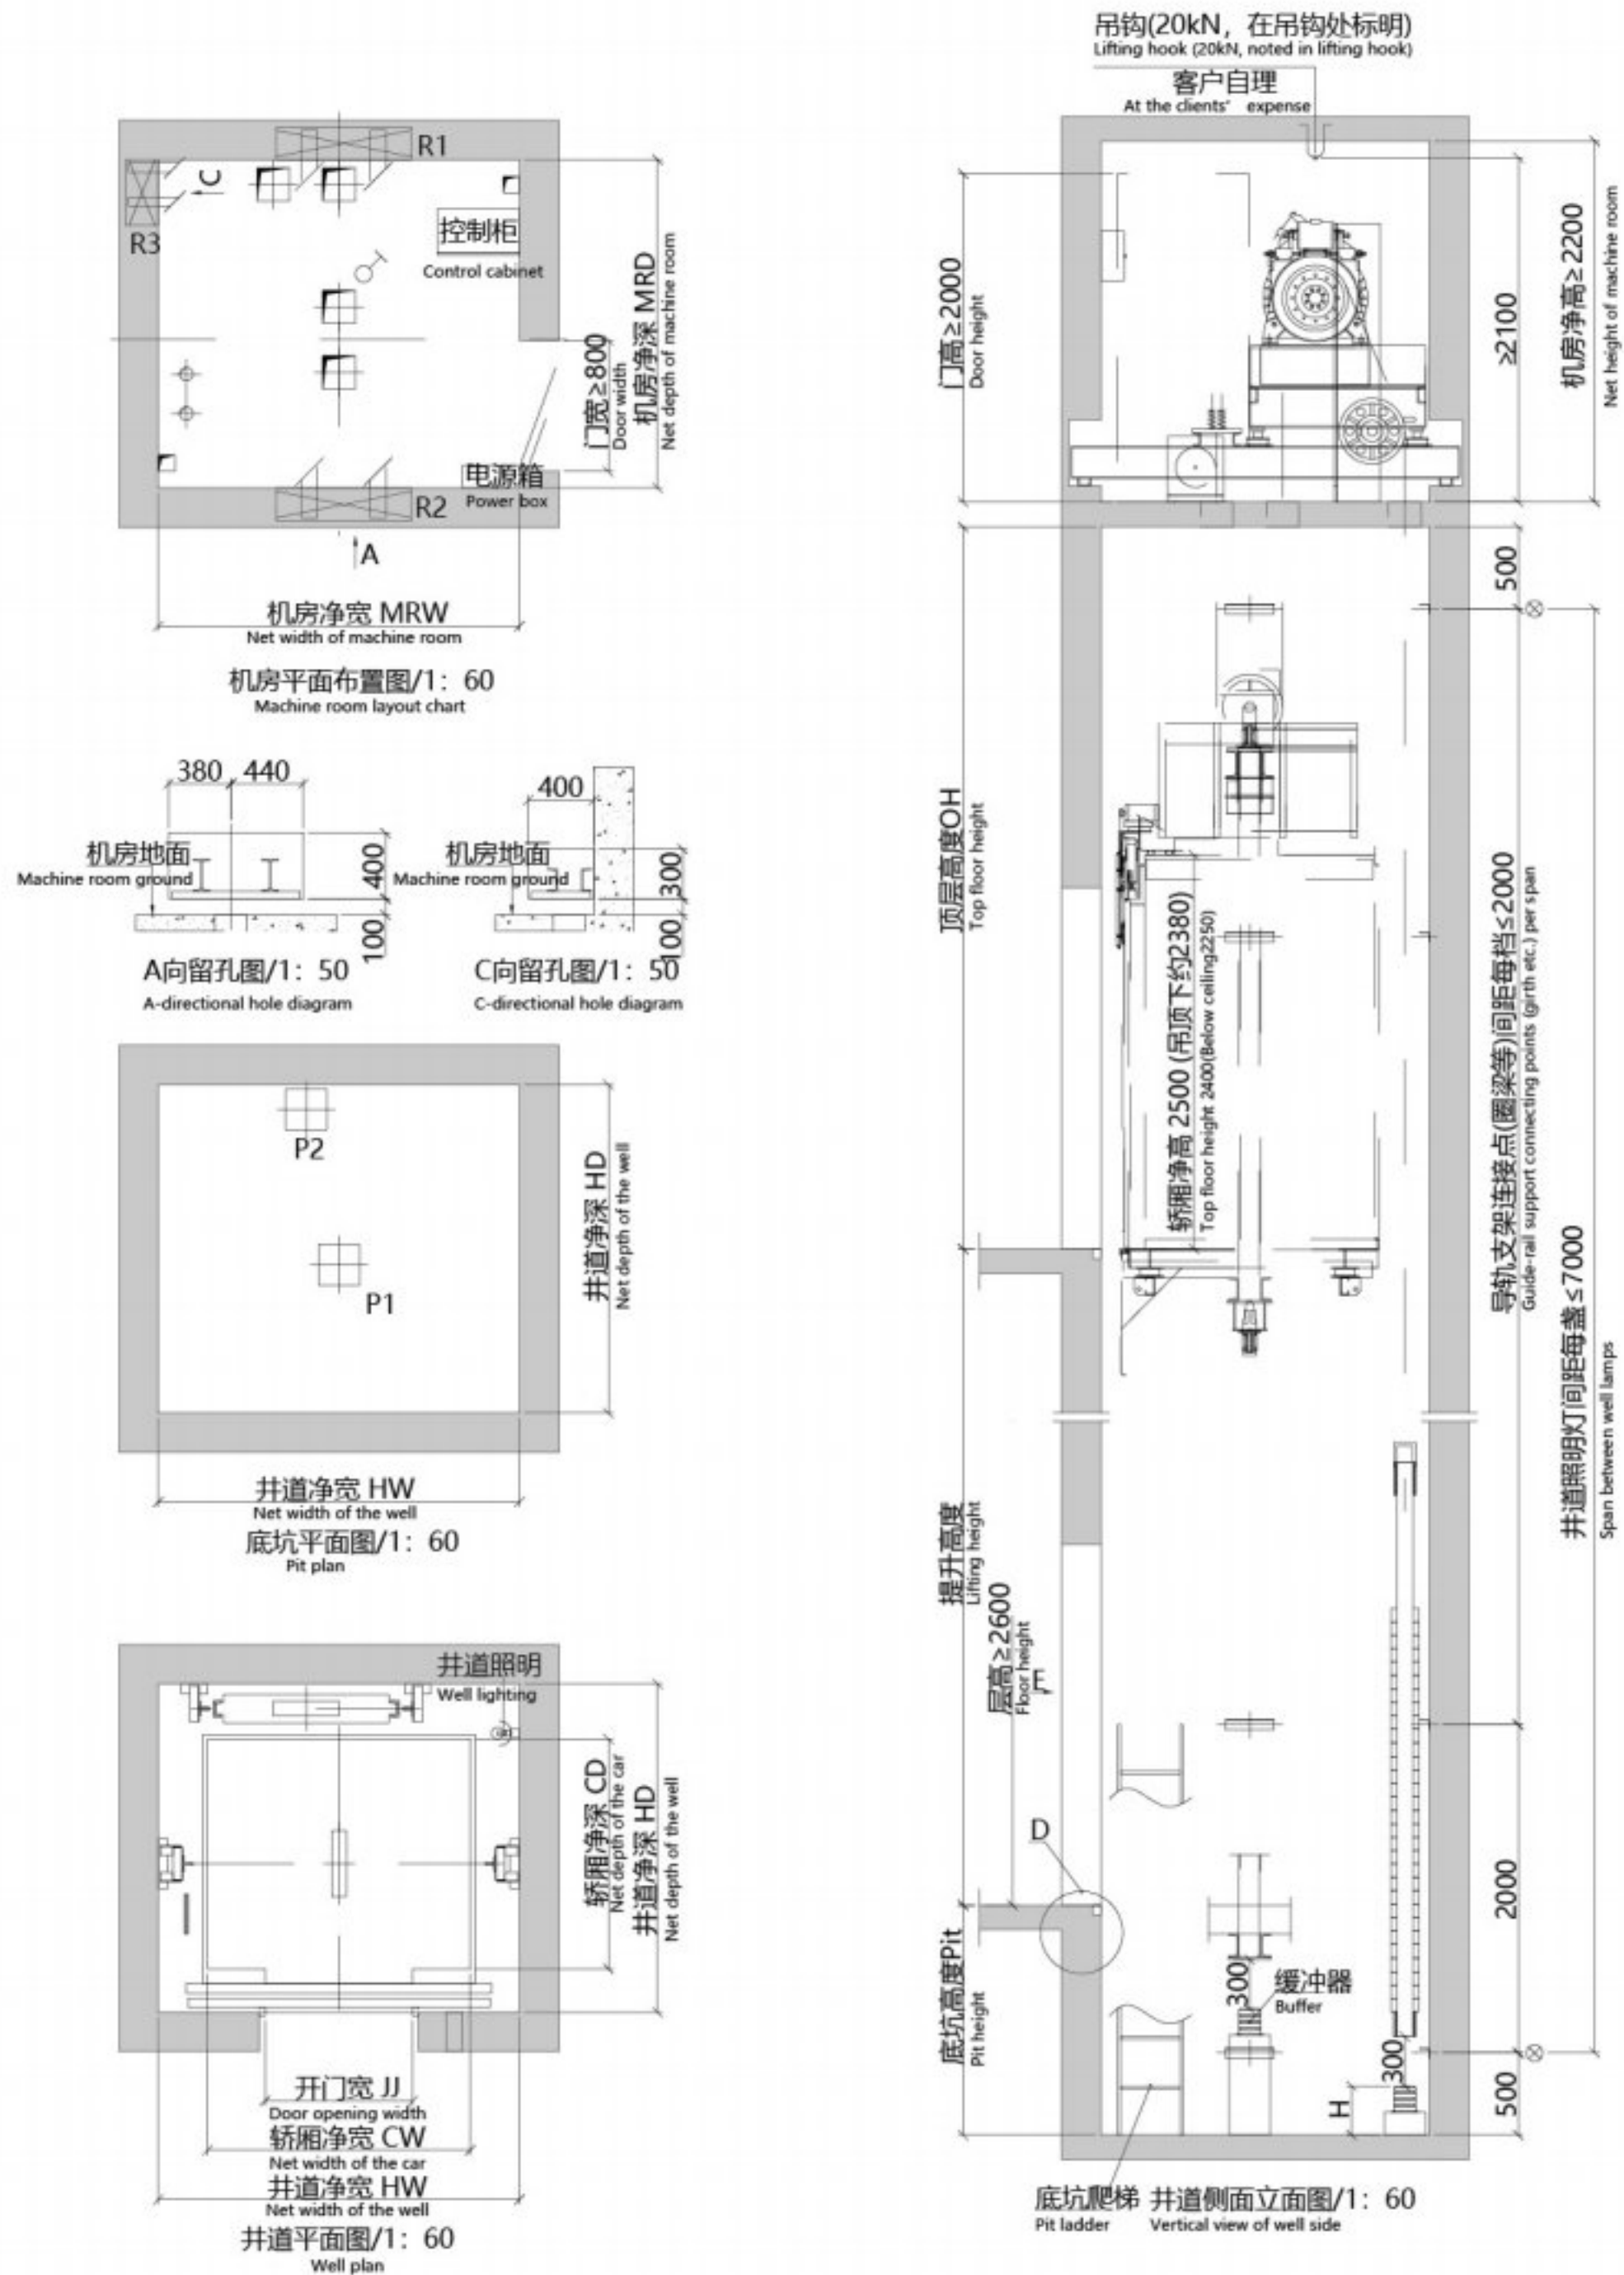 R1
C
R3
控制柜
Control cabinet
门宽≥800
Door width
机房净深 MRD
Net depth of machine room
电源箱
Power box
R2
A
机房净宽 MRW
Net width of machine room
机房平面布置图/1：60
Machine room layout chart
380 440
机房地面
Machine room ground
400
100
A向留孔图/1：50
A-directional hole diagram
400
机房地面
Machine room ground
300
100
C向留孔图/1：50
C-directional hole diagram
P2
P1
井道净深 HD
Net depth of the well
井道净宽 HW
Net width of the well
底坑平面图/1：60
Pit plan
井道照明
Well lighting
轿厢净深 CD
Net depth of the car
井道净深 HD
Net depth of the well
开门宽 JJ
Door opening width
轿厢净宽 CW
Net width of the car
井道净宽 HW
Net width of the well
井道平面图/1：60
Well plan
吊钩(20kN，在吊钩处标明)
Lifting hook (20kN, noted in lifting hook)
客户自理
At the clients' expense
门高≥2000
Door height
≥2100
机房净高≥2200
Net height of machine room
500
顶层高度OH
Top floor height
轿厢净高 2500 (吊顶下约2380)
Top floor height 2400(Below ceiling2250)
导轨支架连接点(圈梁等)间距每档≤2000
Guide-rail support connecting points (girth etc.) per span
井道照明灯间距每盏≤7000
Span between well lamps
提升高度
Lifting height
层高≥2600
Floor height
F
D
2000
底坑高度Pit
Pit height
300
缓冲器
Buffer
300
H
500
底坑爬梯
Pit ladder
井道侧面立面图/1：60
Vertical view of well side